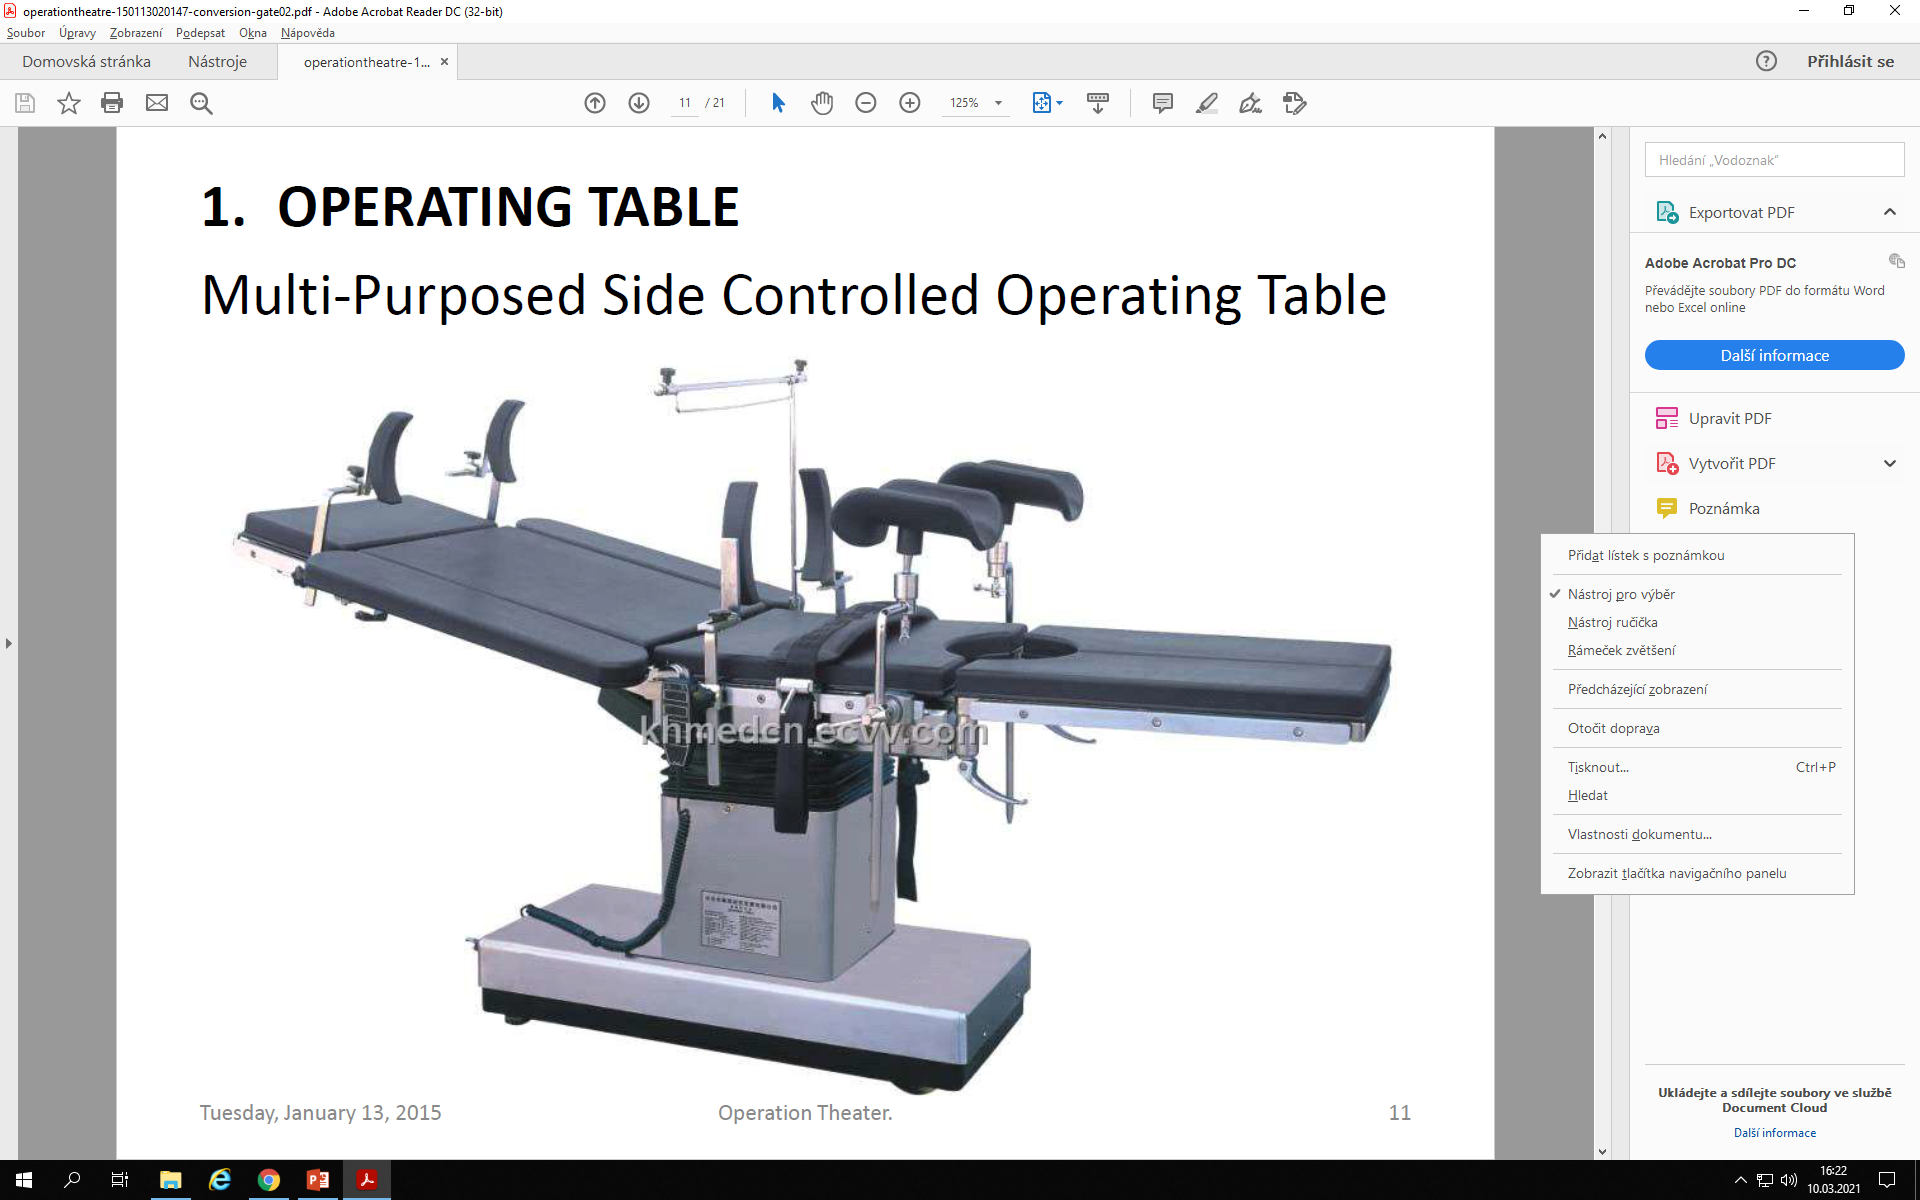 operationtheatre-150113020147-conversion-gate02.pdf - Adobe Acrobat Reader DC (32-bit)
Soubor Úpravy Zobrazení Podepsat Okna Nápověda
Domovská stránka Nástroje operationtheatre-1... × ? Přihlásit se
11 / 21 125%
1. OPERATING TABLE
Multi-Purposed Side Controlled Operating Table
khmedcn.ecvv.com
Tuesday, January 13, 2015 Operation Theater. 11
Hledání „Vodoznak“
Exportovat PDF
Adobe Acrobat Pro DC
Převádějte soubory PDF do formátu Word
nebo Excel online
Další informace
Upravit PDF
Vytvořit PDF
Poznámka
Přidat lístek s poznámkou
Nástroj pro výběr
Nástroj ručička
Rámeček zvětšení
Předcházející zobrazení
Otočit doprava
Tisknout... Ctrl+P
Hledat
Vlastnosti dokumentu...
Zobrazit tlačítka navigačního panelu
Ukládejte a sdílejte soubory ve službě
Document Cloud
Další informace
16:22
10.03.2021